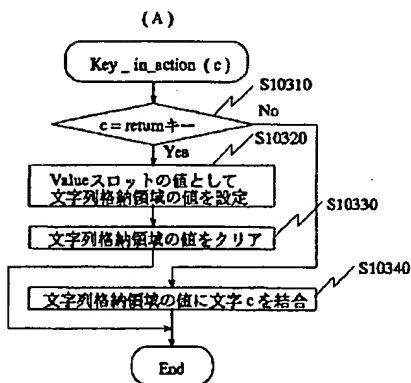 (A)
Key_in_action (c)
S10310
c=returnキー
No
S10320
Yes
Valueスロットの値として
文字列格納領域の値を設定
S10330
文字列格納領域の値をクリア
S10340
文字列格納領域の値に文字cを結合
End